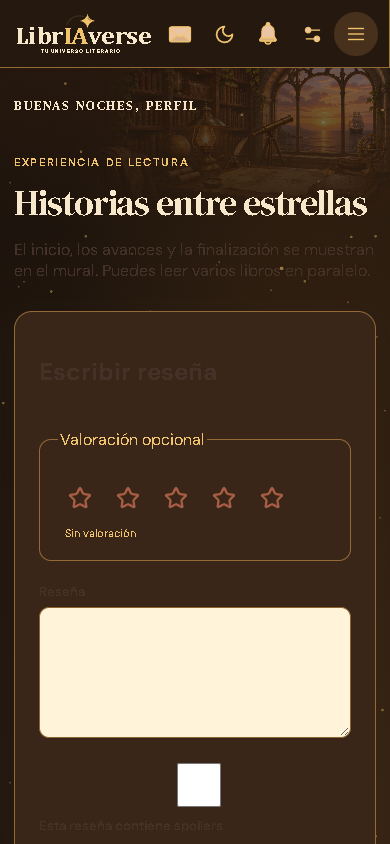 LibrIAverse
TU UNIVERSO LITERARIO
BUENAS NOCHES, PERFIL
EXPERIENCIA DE LECTURA
Historias entre estrellas
El inicio, los avances y la finalización se muestran
en el mural. Puedes leer varios libros en paralelo.
Escribir reseña
Valoración opcional
Sin valoración
Reseña
Esta reseña contiene spoilers